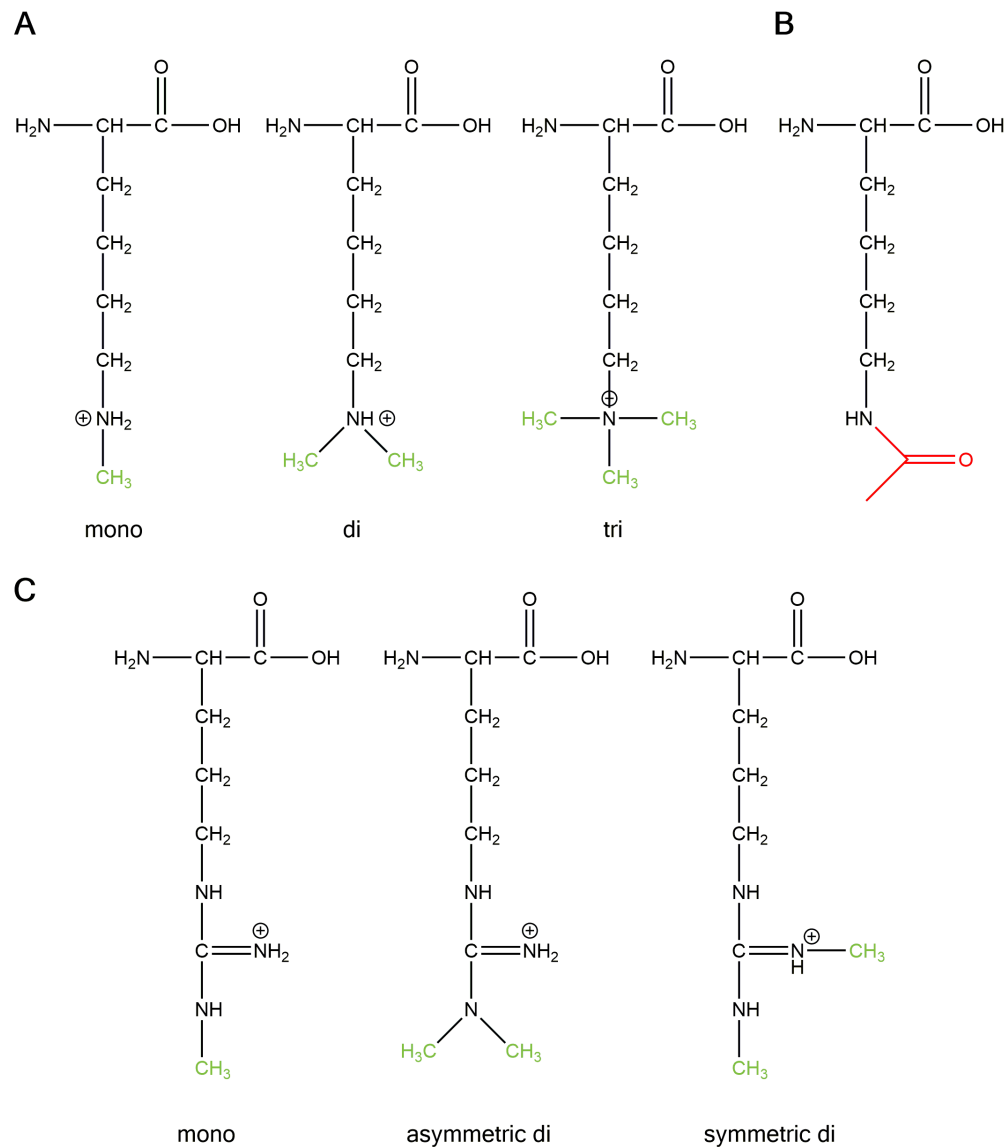 A B
O O O O
H₂N CH C OH H₂N CH C OH H₂N CH C OH H₂N CH C OH
CH₂ CH₂ CH₂ CH₂
CH₂ CH₂ CH₂ CH₂
CH₂ CH₂ CH₂ CH₂
CH₂ CH₂ CH₂ CH₂
⊕ NH₂ NH ⊕ H₃C N ⊕ CH₃ HN
CH₃ H₃C CH₃ CH₃ O
mono di tri
C
O O O
H₂N CH C OH H₂N CH C OH H₂N CH C OH
CH₂ CH₂ CH₂
CH₂ CH₂ CH₂
CH₂ CH₂ CH₂
NH NH NH
C NH₂ ⊕ C NH₂ ⊕ C NH ⊕ CH₃
NH N NH
CH₃ H₃C CH₃ CH₃
mono asymmetric di symmetric di